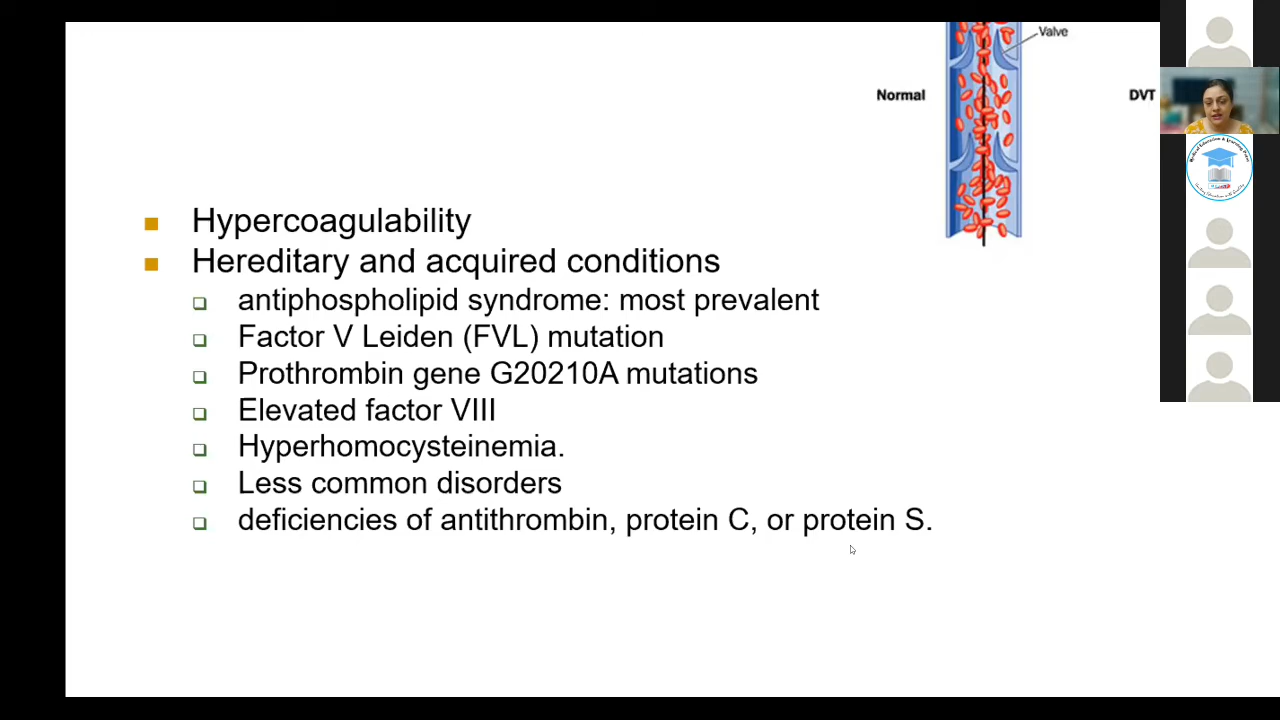 Valve
Normal
DVT
Hypercoagulability
Hereditary and acquired conditions
antiphospholipid syndrome: most prevalent
Factor V Leiden (FVL) mutation
Prothrombin gene G20210A mutations
Elevated factor VIII
Hyperhomocysteinemia.
Less common disorders
deficiencies of antithrombin, protein C, or protein S.